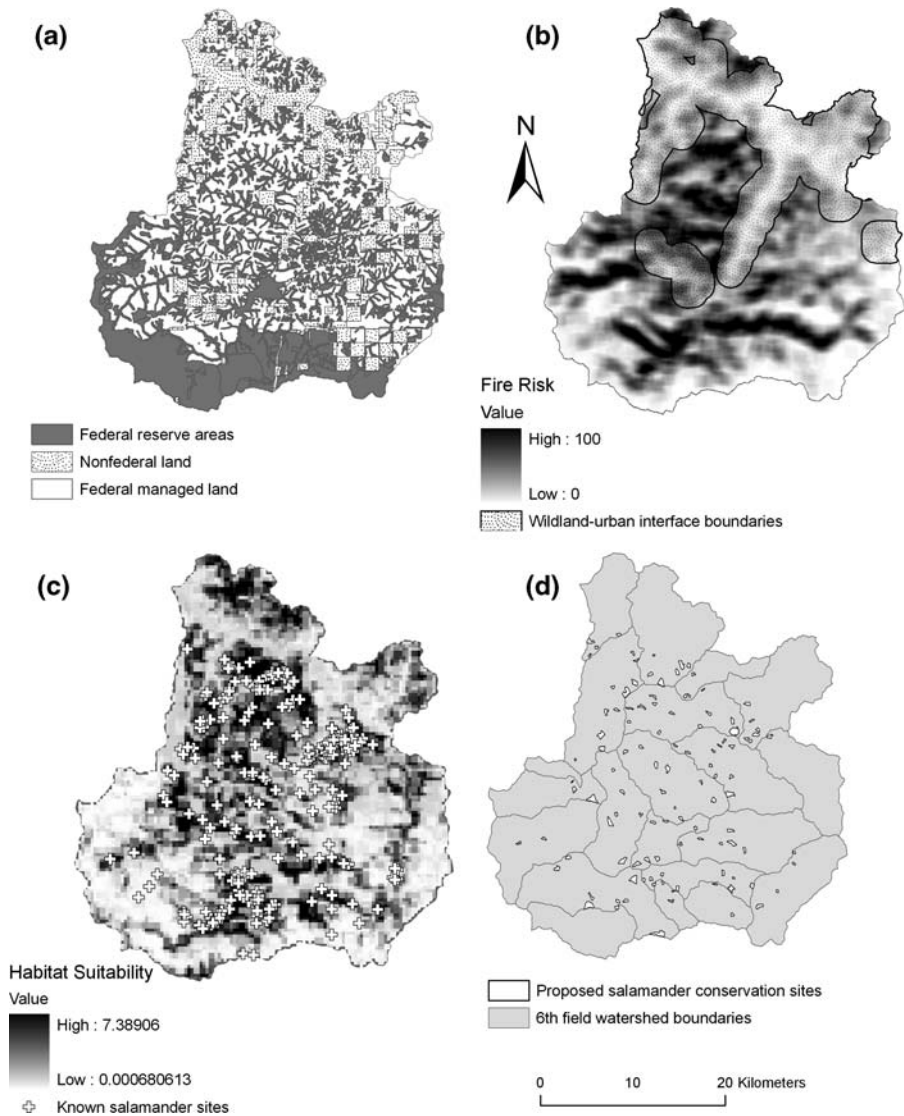 (a)
(b)
N
Federal reserve areas
Nonfederal land
Federal managed land
Fire Risk
Value
High : 100
Low : 0
Wildland-urban interface boundaries
(c)
(d)
Habitat Suitability
Value
High : 7.38906
Low : 0.000680613
Known salamander sites
Proposed salamander conservation sites
6th field watershed boundaries
0 10 20 Kilometers